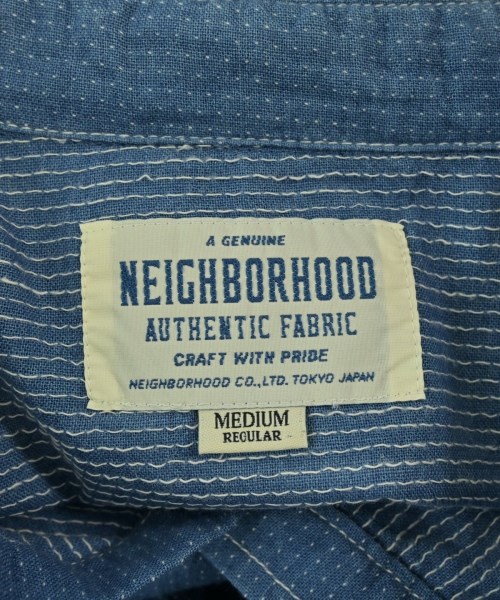 A GENUINE
NEIGHBORHOOD
AUTHENTIC FABRIC
CRAFT WITH PRIDE
NEIGHBORHOOD CO.,LTD. TOKYO JAPAN
MEDIUM
REGULAR